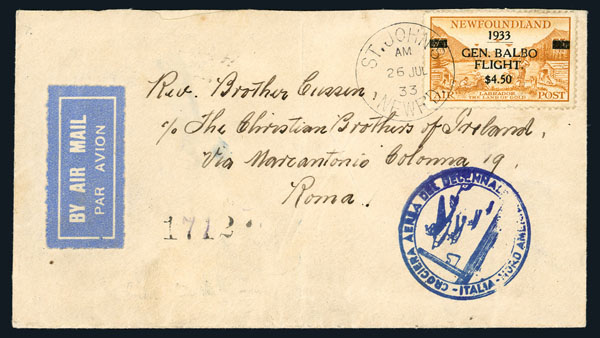 NEWFOUNDLAND
1933
GEN. BALBO
FLIGHT.
$4.50
LABRADOR
THE LAND OF GOLD
AIR POST
ST. JOHN'S
AM
26 JUL
33
NEWF'D
BY AIR MAIL
PAR AVION
Rev. Brother Cussen,
c/o The Christian Brothers of Ireland,
Via Marcantonio Colonna 19,
Roma.
1712
CROCIERA AEREA DEL DECENNALE
- ITALIA - NORD AMERICA